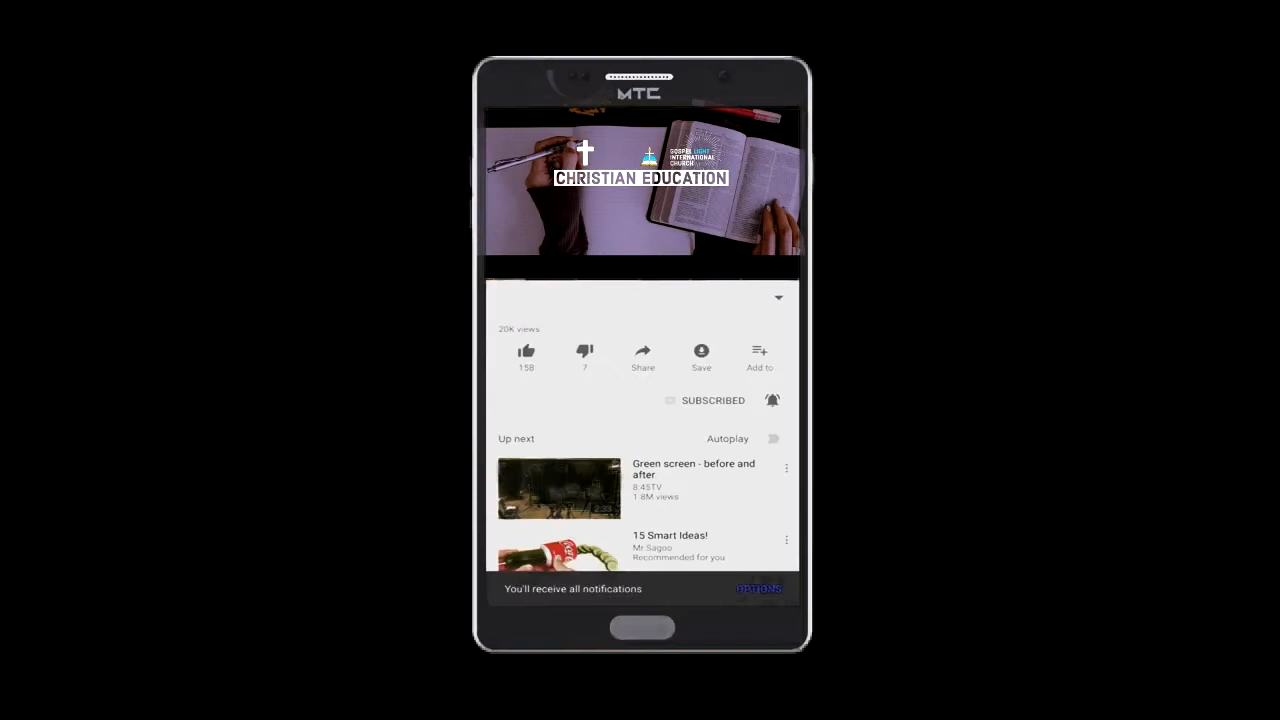 MTC
GOSPEL LIGHT
INTERNATIONAL
CHURCH
CHRISTIAN EDUCATION
20K views
158
7
Share
Save
Add to
SUBSCRIBED
Up next
Autoplay
Green screen - before and
after
8:45TV
1.8M views
2:33
15 Smart Ideas!
Mr Sagoo
Recommended for you
You'll receive all notifications
OPTIONS